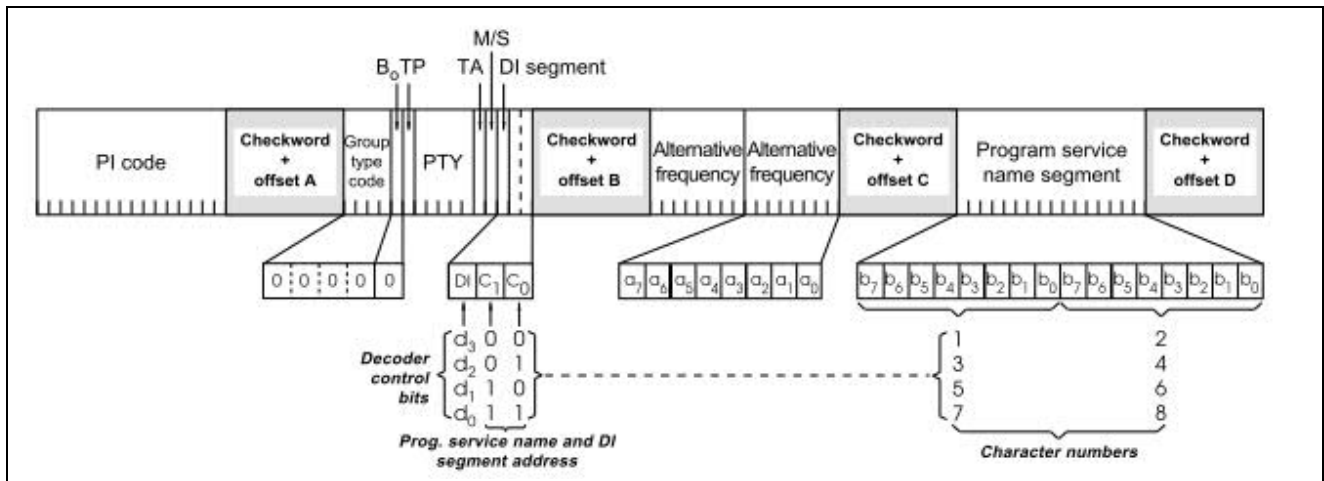 M/S
B₀TP TA DI segment
PI code
Checkword + offset A
Group type code
PTY
Checkword + offset B
Alternative frequency
Alternative frequency
Checkword + offset C
Program service name segment
Checkword + offset D
0 0 0 0 0
DI C₁ C₀
a₇ a₆ a₅ a₄ a₃ a₂ a₁ a₀
b₇ b₆ b₅ b₄ b₃ b₂ b₁ b₀ b₇ b₆ b₅ b₄ b₃ b₂ b₁ b₀
Decoder control bits
d₃ 0 0
d₂ 0 1
d₁ 1 0
d₀ 1 1
1 2
3 4
5 6
7 8
Prog. service name and DI
segment address
Character numbers